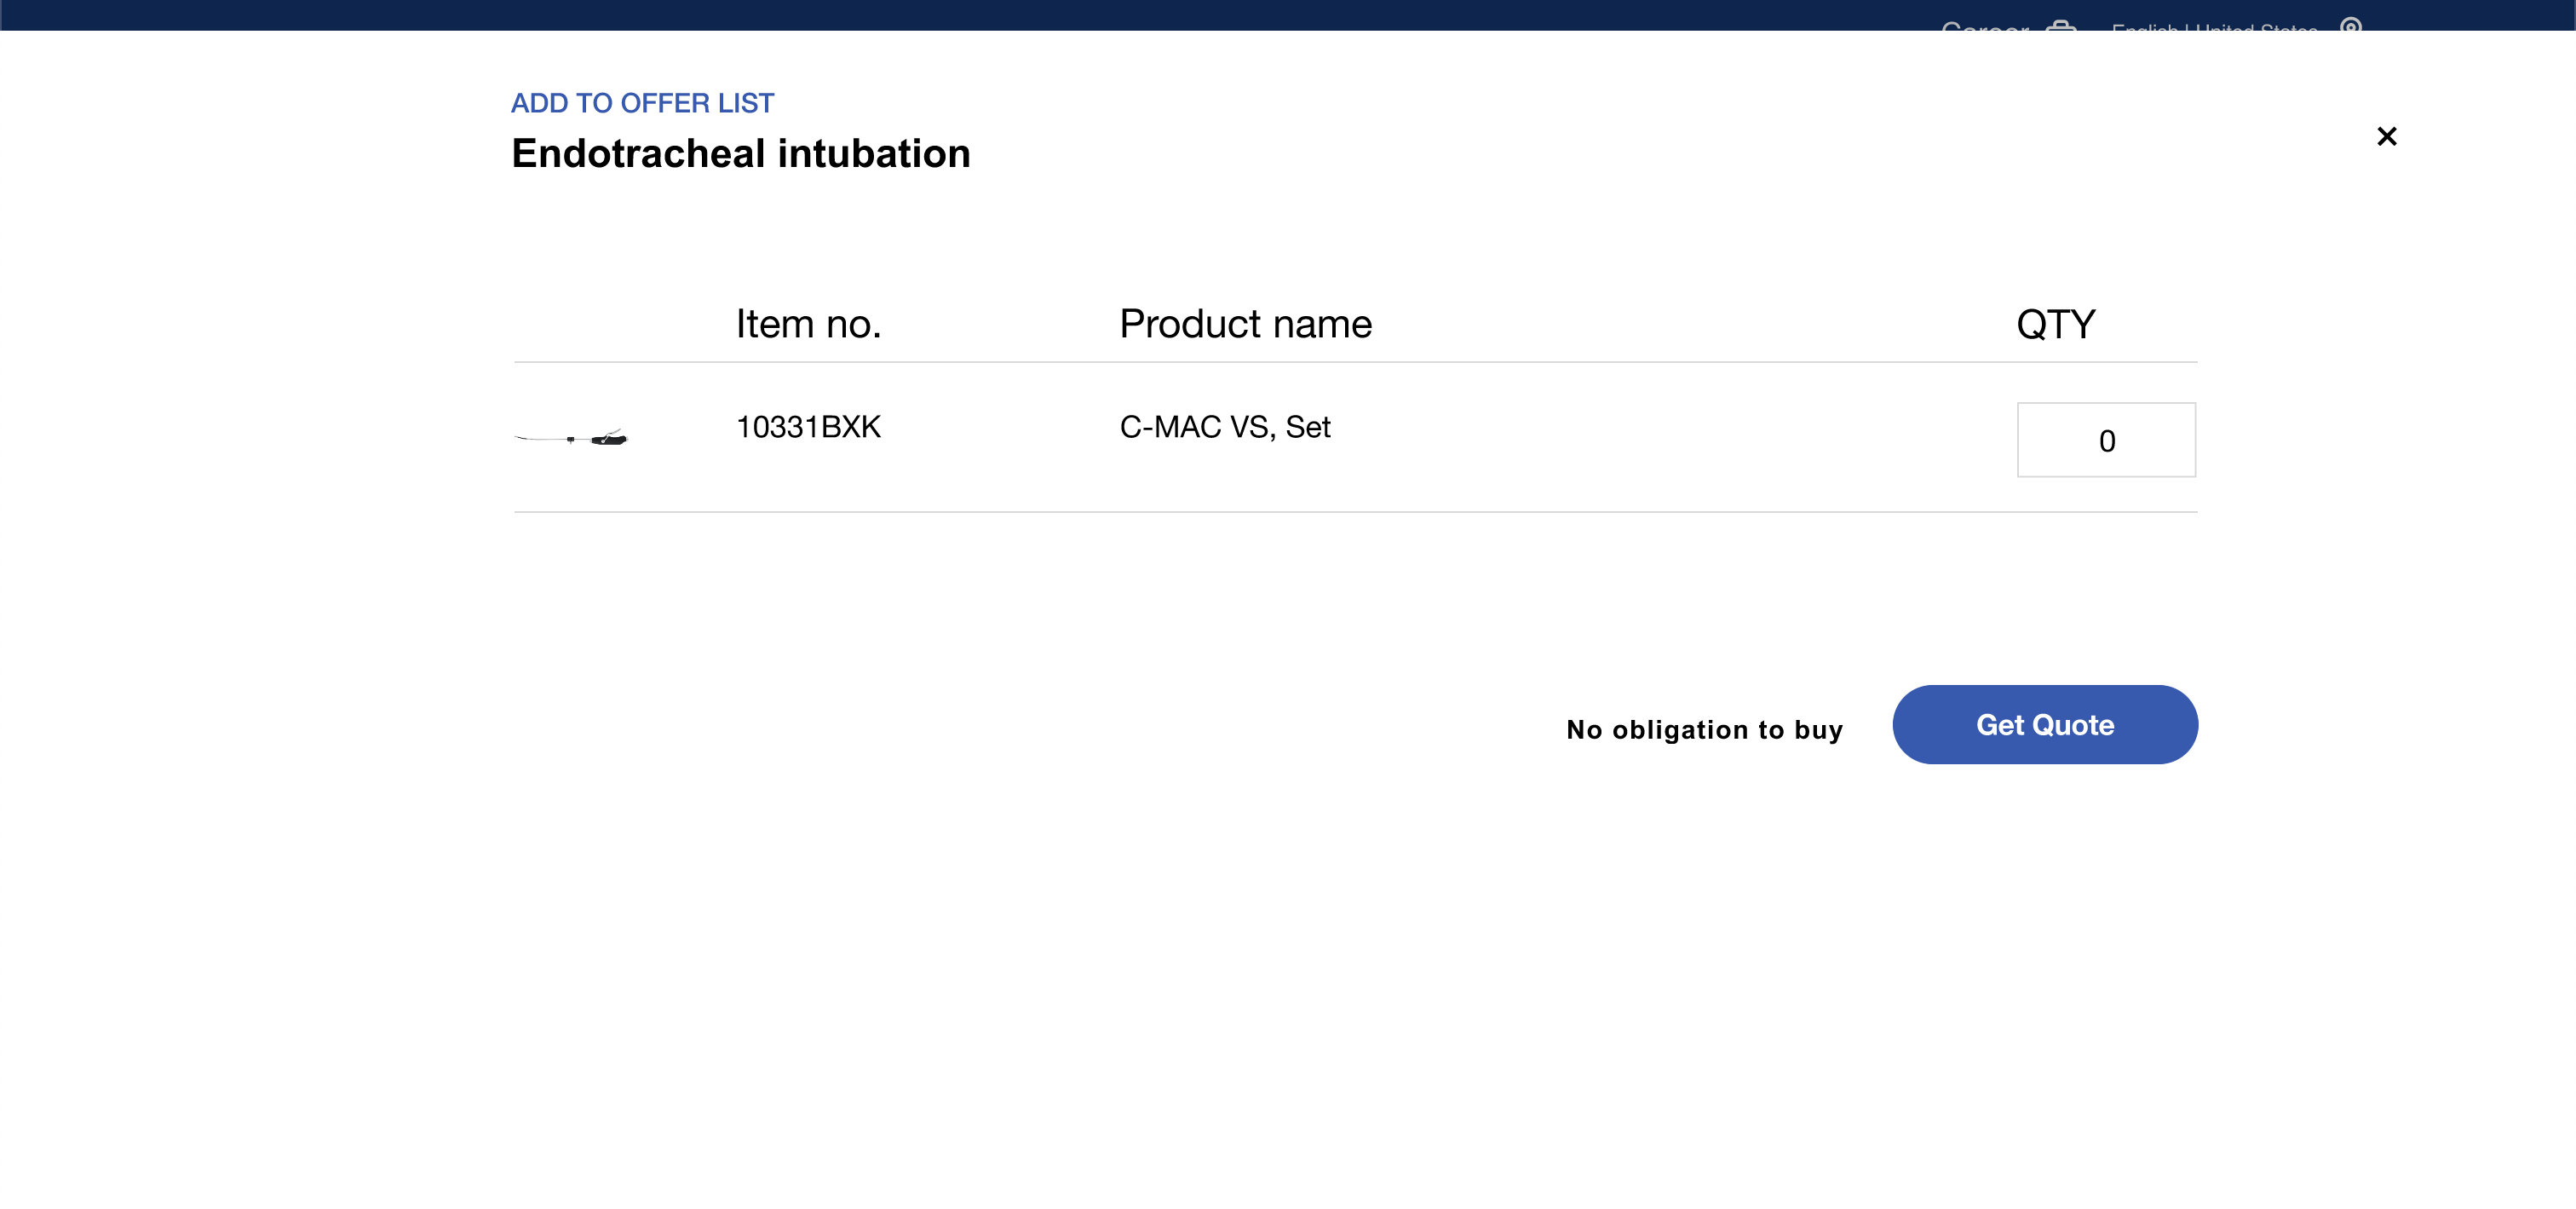 Career English | United States
ADD TO OFFER LIST
Endotracheal intubation
Item no. Product name QTY
10331BXK C-MAC VS, Set 0
No obligation to buy Get Quote